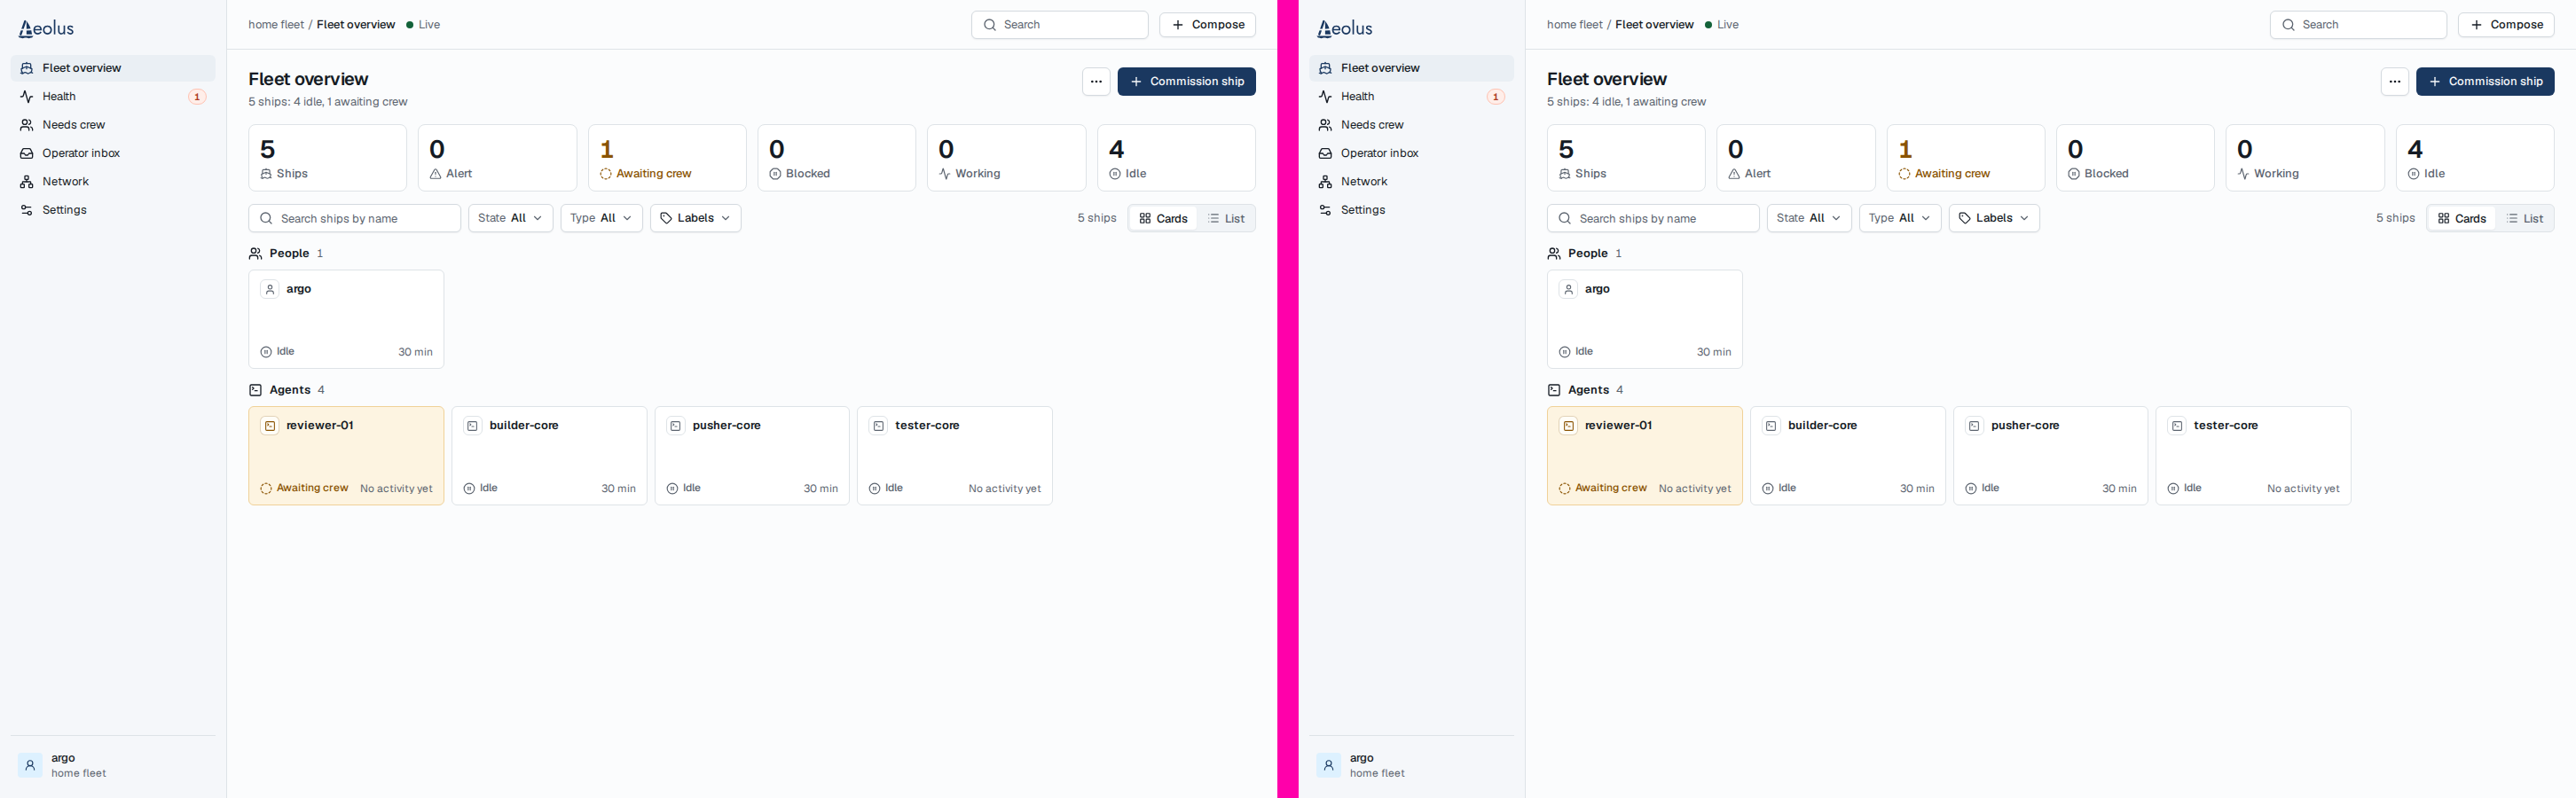 Aeolus
home fleet / Fleet overview Live
Search
Compose
Fleet overview
Health 1
Needs crew
Operator inbox
Network
Settings
Fleet overview
5 ships: 4 idle, 1 awaiting crew
... Commission ship
5 0 1 0 0 4
Ships Alert Awaiting crew Blocked Working Idle
Search ships by name State All Type All Labels 5 ships Cards List
People 1
argo
Idle 30 min
Agents 4
reviewer-01 builder-core pusher-core tester-core
Awaiting crew No activity yet Idle 30 min Idle 30 min Idle No activity yet
argo
home fleet
Aeolus
home fleet / Fleet overview Live
Search
Compose
Fleet overview
Health 1
Needs crew
Operator inbox
Network
Settings
Fleet overview
5 ships: 4 idle, 1 awaiting crew
... Commission ship
5 0 1 0 0 4
Ships Alert Awaiting crew Blocked Working Idle
Search ships by name State All Type All Labels 5 ships Cards List
People 1
argo
Idle 30 min
Agents 4
reviewer-01 builder-core pusher-core tester-core
Awaiting crew No activity yet Idle 30 min Idle 30 min Idle No activity yet
argo
home fleet